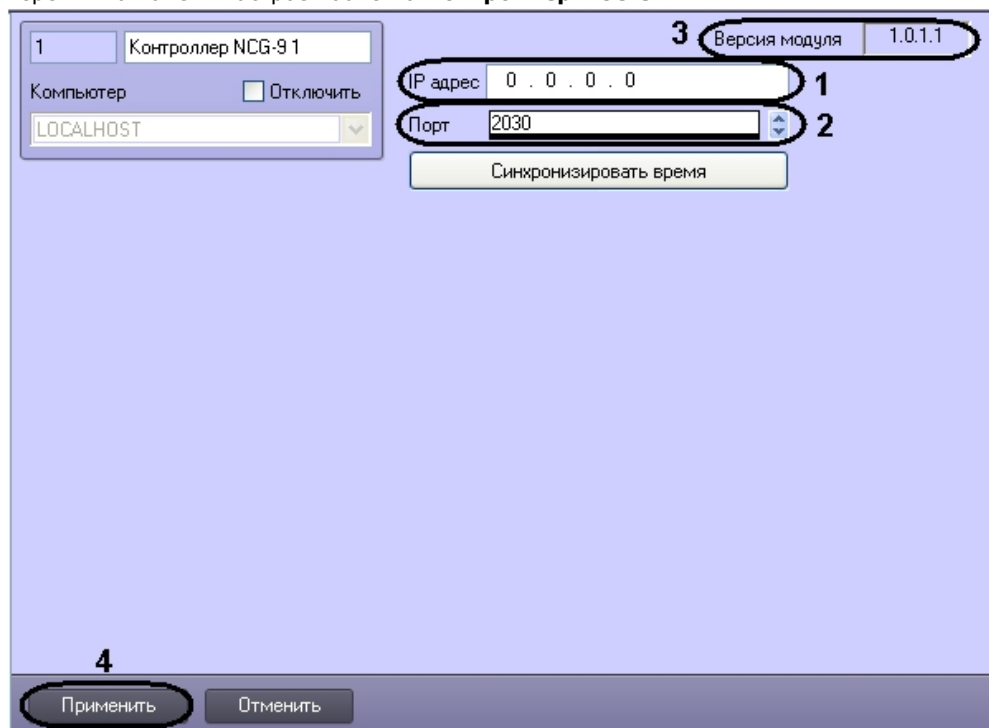 1 Контроллер NCG-9 1
3 Версия модуля 1.0.1.1
Компьютер Отключить
IP адрес 0 . 0 . 0 . 0 1
LOCALHOST
Порт 2030 2
Синхронизировать время
4
Применить Отменить